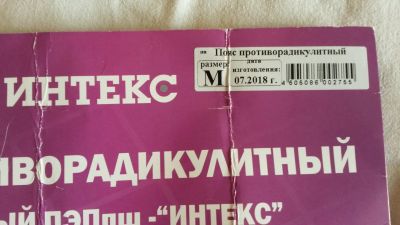 Пояс противорадикулитный
размер:
M
дата
изготовления:
07.2018 г.
4606086002755
ИНТЕКС
ИВОРАДИКУЛИТНЫЙ
ЫЙ ПЭПпш -"ИНТЕКС"